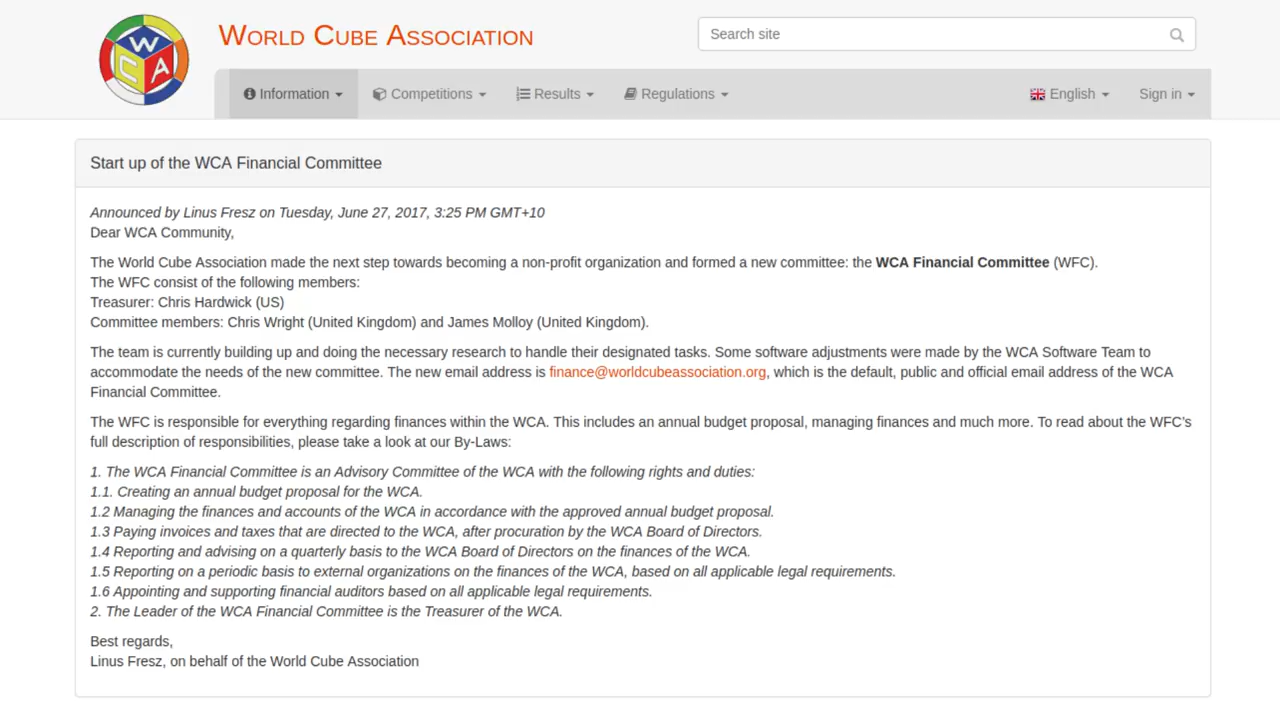 W
C
A
World Cube Association
Search site
Information
Competitions
Results
Regulations
English
Sign in
Start up of the WCA Financial Committee
Announced by Linus Fresz on Tuesday, June 27, 2017, 3:25 PM GMT+10
Dear WCA Community,
The World Cube Association made the next step towards becoming a non-profit organization and formed a new committee: the WCA Financial Committee (WFC).
The WFC consist of the following members:
Treasurer: Chris Hardwick (US)
Committee members: Chris Wright (United Kingdom) and James Molloy (United Kingdom).
The team is currently building up and doing the necessary research to handle their designated tasks. Some software adjustments were made by the WCA Software Team to
accommodate the needs of the new committee. The new email address is finance@worldcubeassociation.org, which is the default, public and official email address of the WCA
Financial Committee.
The WFC is responsible for everything regarding finances within the WCA. This includes an annual budget proposal, managing finances and much more. To read about the WFC's
full description of responsibilities, please take a look at our By-Laws:
1. The WCA Financial Committee is an Advisory Committee of the WCA with the following rights and duties:
1.1. Creating an annual budget proposal for the WCA.
1.2 Managing the finances and accounts of the WCA in accordance with the approved annual budget proposal.
1.3 Paying invoices and taxes that are directed to the WCA, after procuration by the WCA Board of Directors.
1.4 Reporting and advising on a quarterly basis to the WCA Board of Directors on the finances of the WCA.
1.5 Reporting on a periodic basis to external organizations on the finances of the WCA, based on all applicable legal requirements.
1.6 Appointing and supporting financial auditors based on all applicable legal requirements.
2. The Leader of the WCA Financial Committee is the Treasurer of the WCA.
Best regards,
Linus Fresz, on behalf of the World Cube Association